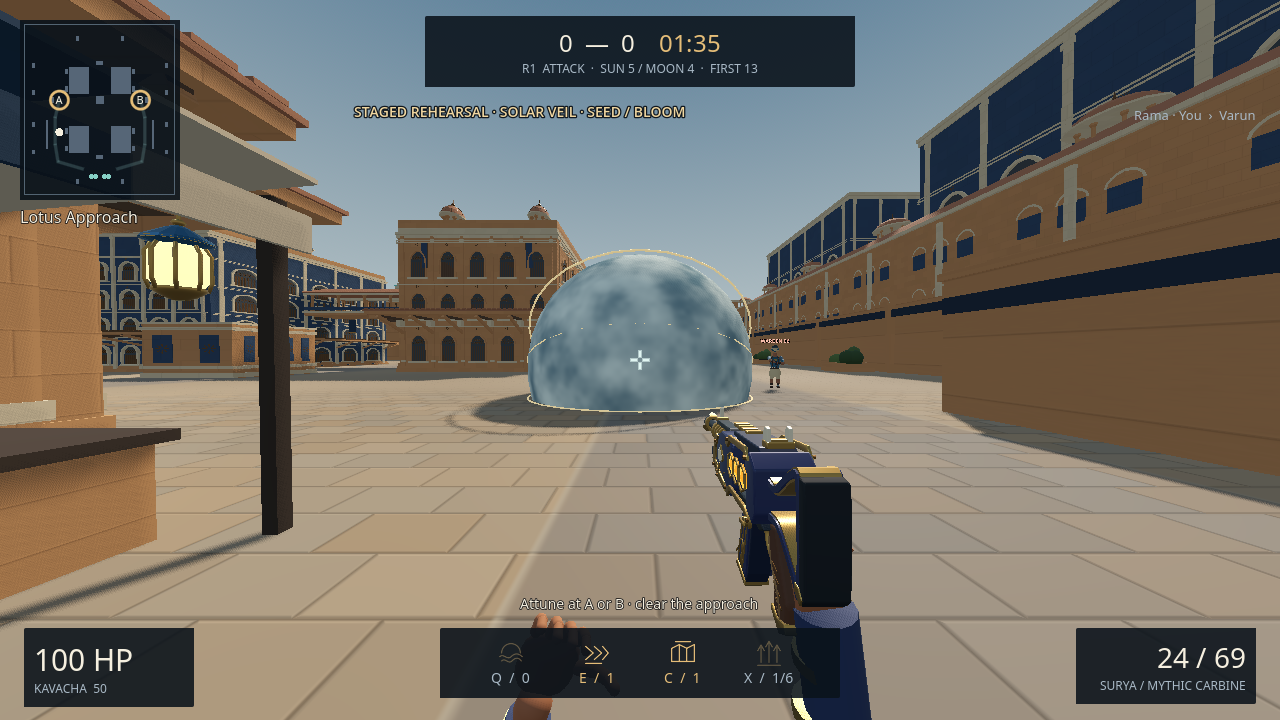 0 — 0 01:35
R1 ATTACK · SUN 5 / MOON 4 · FIRST 13
STAGED REHEARSAL · SOLAR VEIL · SEED / BLOOM
Rama · You › Varun
A
B
Lotus Approach
Attune at A or B · clear the approach
100 HP
KAVACHA 50
Q / 0
E / 1
C / 1
X / 1/6
24 / 69
SURYA / MYTHIC CARBINE